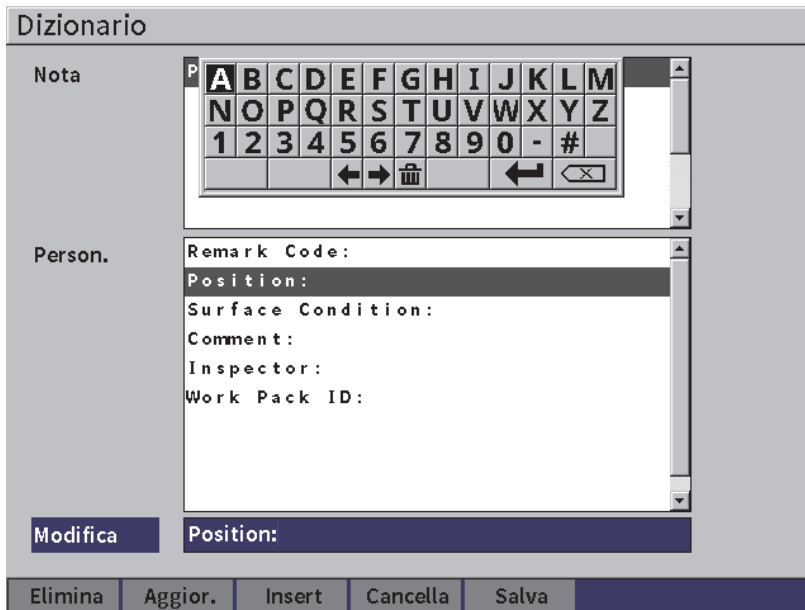 Dizionario
Nota
P
A B C D E F G H I J K L M
N O P Q R S T U V W X Y Z
1 2 3 4 5 6 7 8 9 0 - #
Person.
Remark Code:
Position:
Surface Condition:
Comment:
Inspector:
Work Pack ID:
Modifica Position:
Elimina Aggior. Insert Cancella Salva